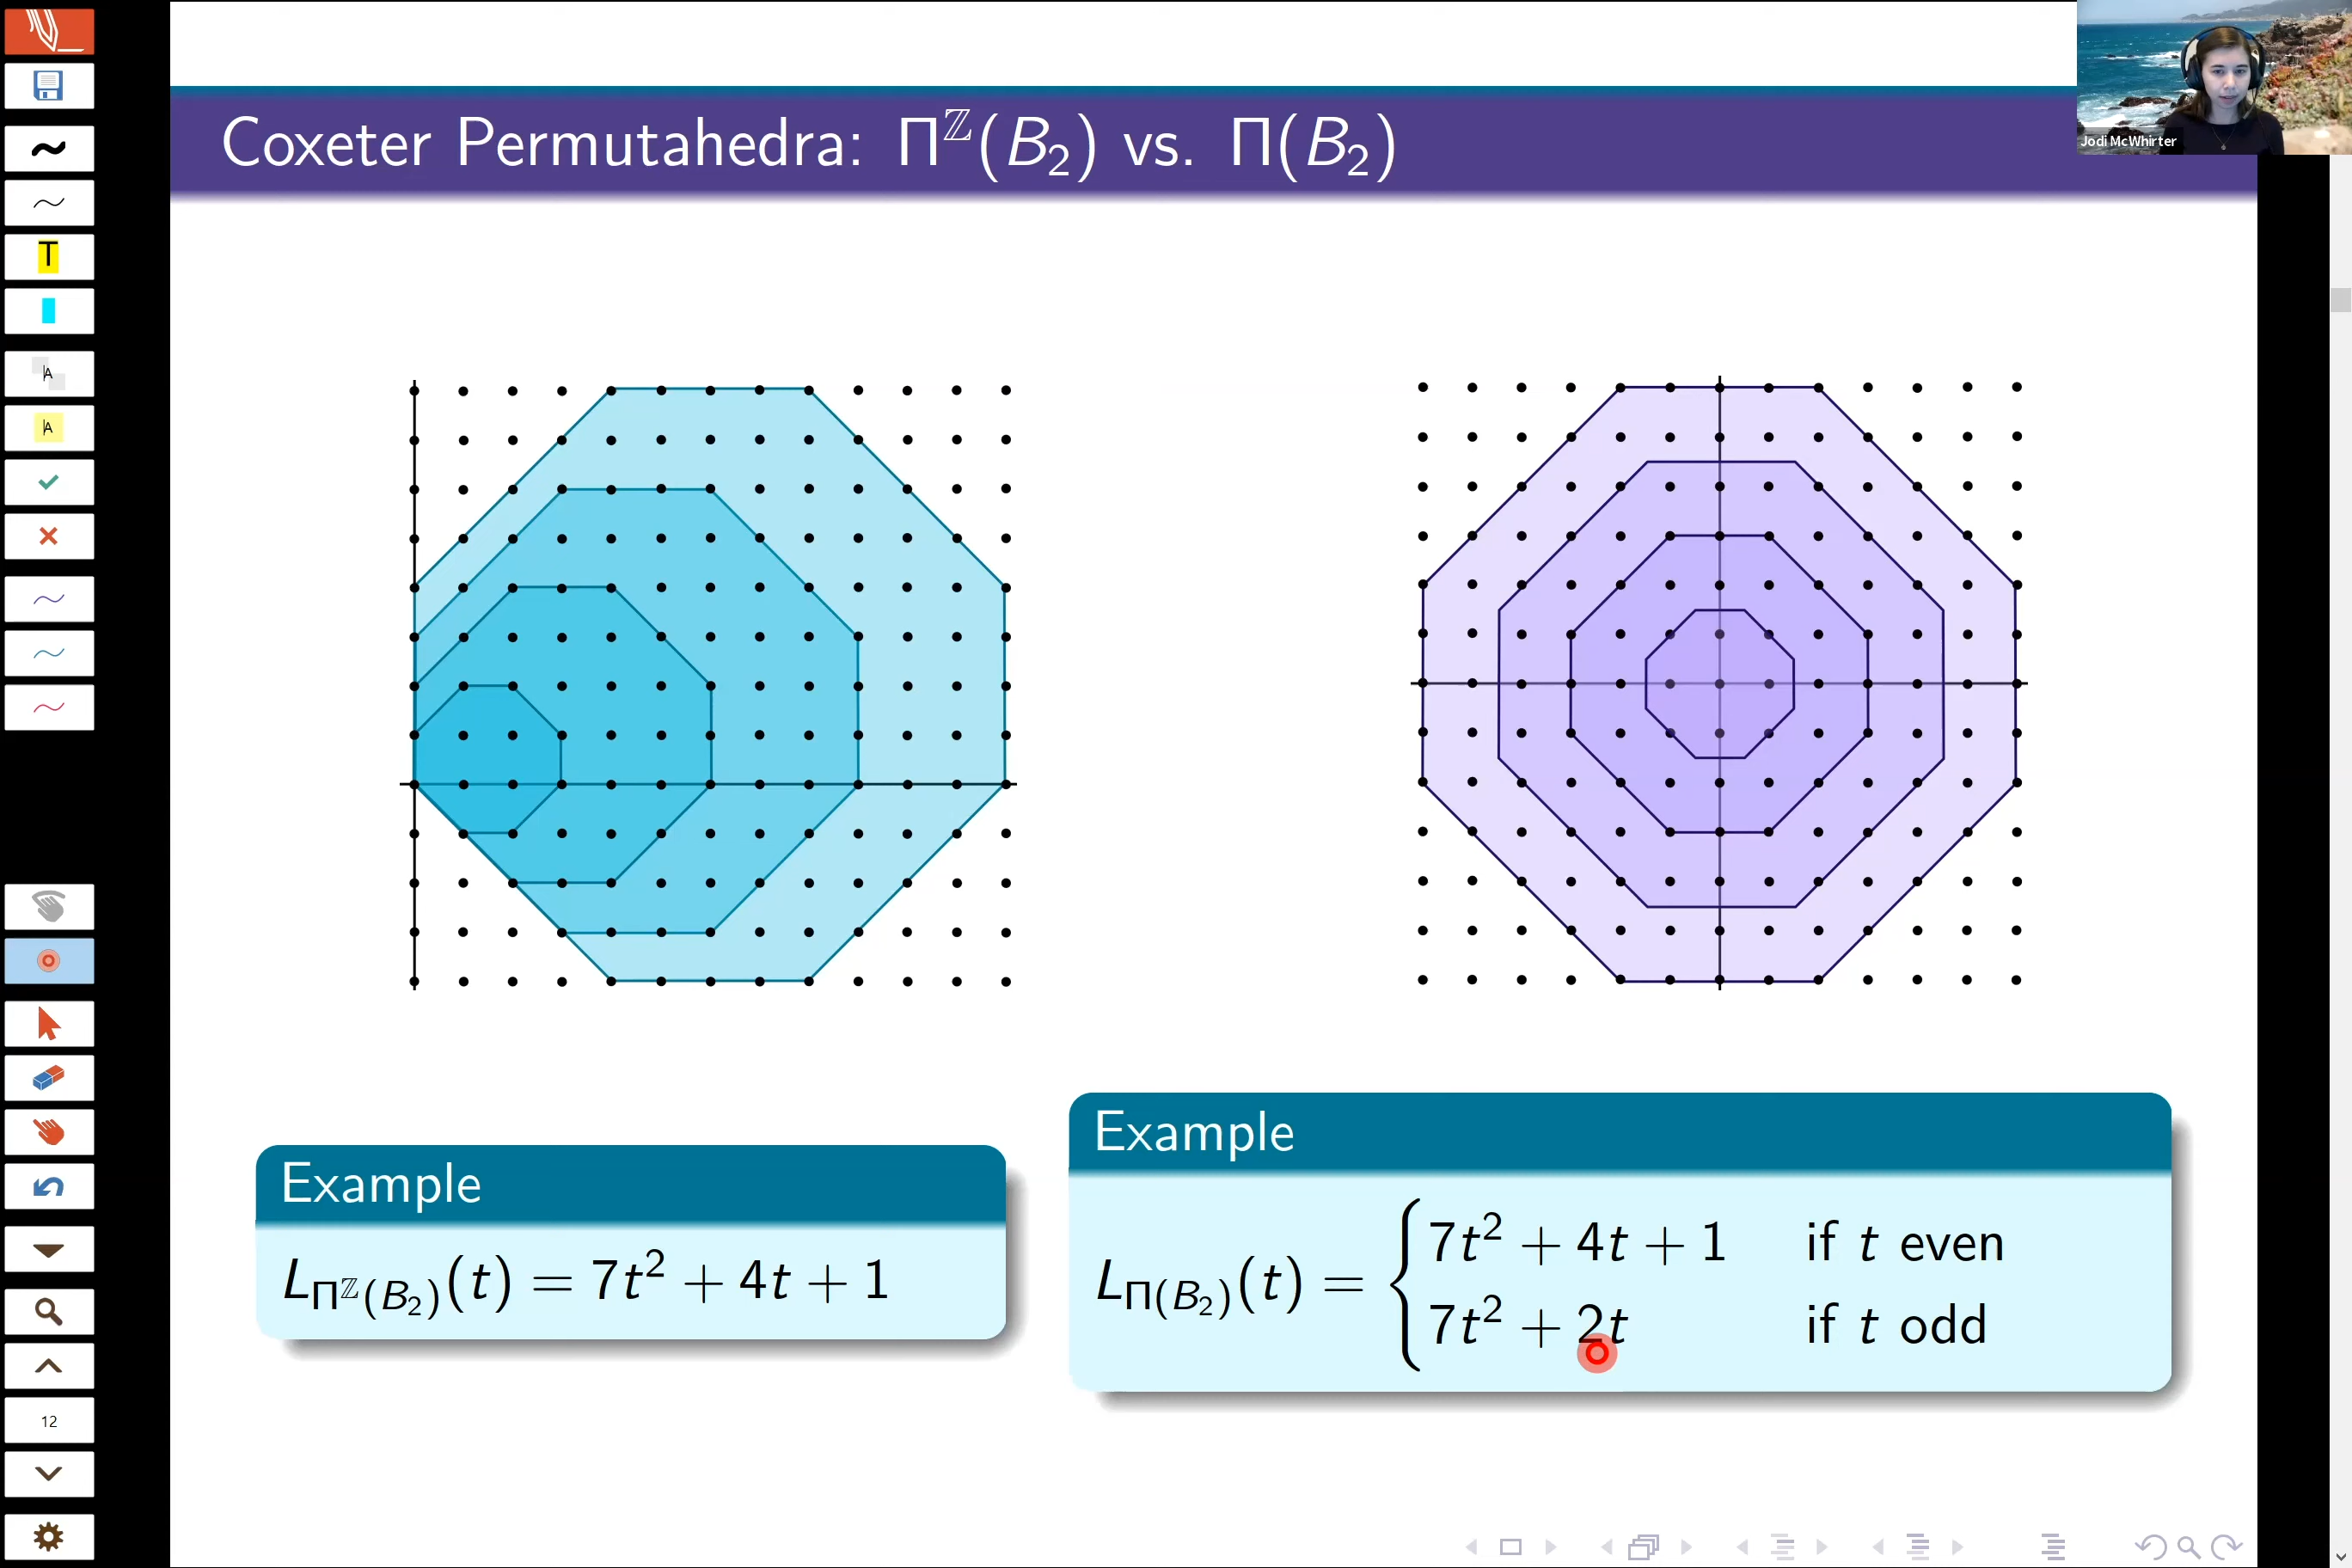 Jodi McWhirter
Coxeter Permutahedra: Π^ℤ(B₂) vs. Π(B₂)
T
A
A
Example
L_{Π^ℤ(B₂)}(t) = 7t² + 4t + 1
Example
L_{Π(B₂)}(t) = { 7t² + 4t + 1 if t even
7t² + 2t if t odd
12